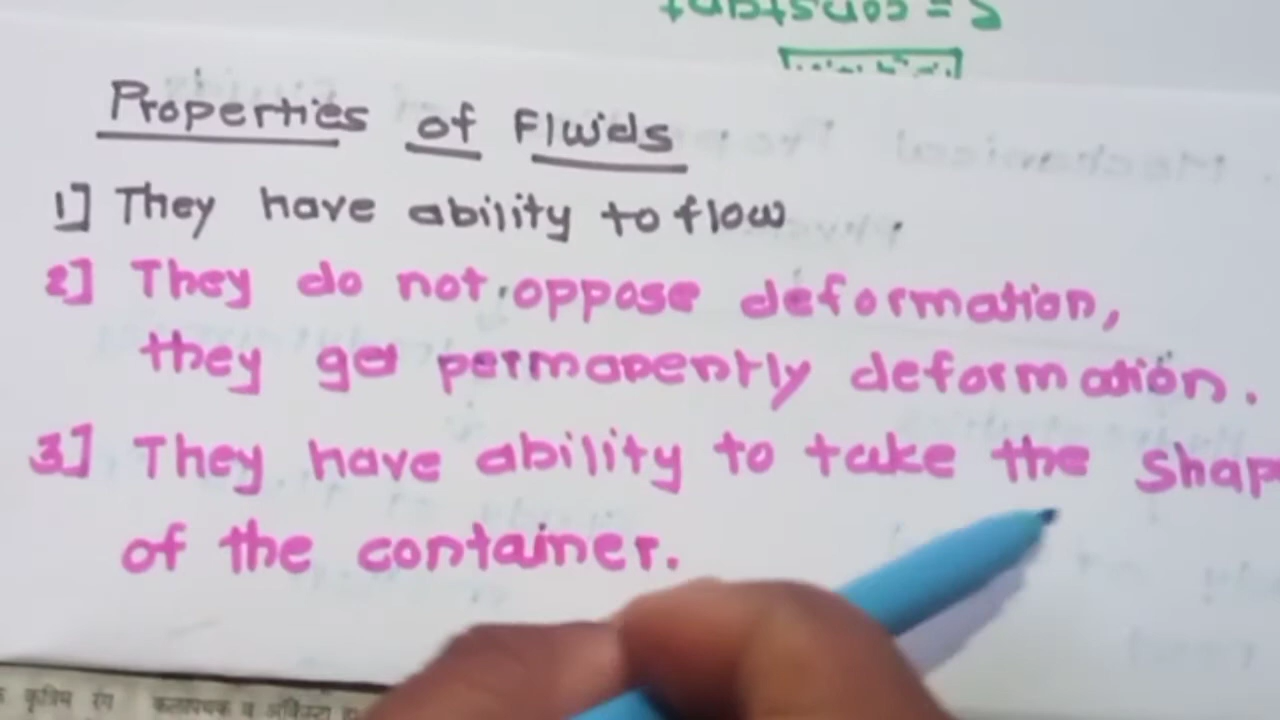 = constant
Properties of Fluids
1] They have ability to flow
2] They do not oppose deformation,
they get permanently deformation.
3] They have ability to take the shap
of the container.
कृत्रिम रंग